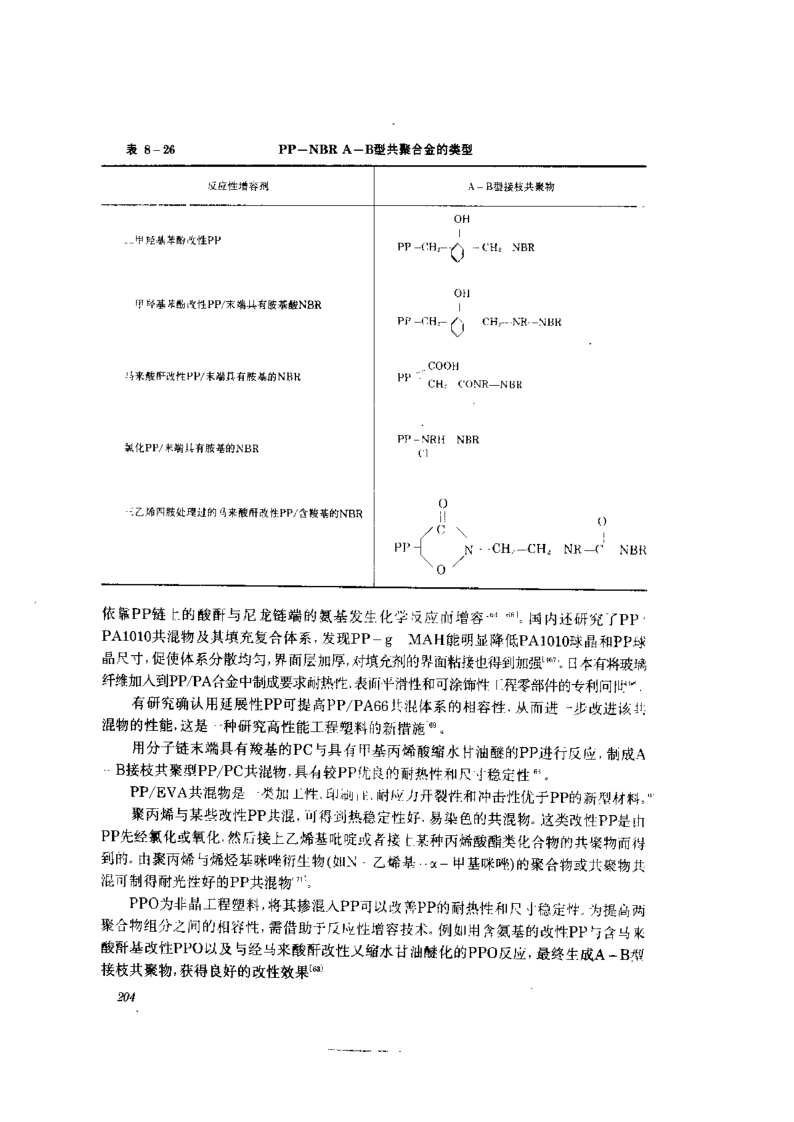 表 8-26 PP-NBR A-B型共聚合金的类型
反应性增容剂 A-B型接枝共聚物
OH
二甲羟基苯酚改性PP
PP-CH₂- -CH₂ NBR
OH
甲羟基苯酚改性PP/末端具有胺基酸NBR
PP-CH₂- CH₂--NR--NBR
COOH
马来酸酐改性PP/末端具有胺基的NBR PP
CH₂ CONR—NBR
PP-NRH NBR
氯化PP/末端具有胺基的NBR
Cl
O
三乙烯四胺处理过的马来酸酐改性PP/含羧基的NBR
C O
PP N--CH₂-CH₂ NR-C NBR
O
依靠PP链上的酸酐与尼龙链端的氨基发生化学反应而增容。国内还研究了PP/
PA1010共混物及其填充复合体系,发现PP-g MAH能明显降低PA1010球晶和PP球
晶尺寸,促使体系分散均匀,界面层加厚,对填充剂的界面粘接也得到加强。日本有将玻璃
纤维加入到PP/PA合金中制成要求耐热性、表面平滑性和可涂饰性工程零部件的专利问世
有研究确认用延展性PP可提高PP/PA66共混体系的相容性,从而进一步改进该共
混物的性能,这是一种研究高性能工程塑料的新措施。
用分子链末端具有羧基的PC与具有甲基丙烯酸缩水甘油醚的PP进行反应,制成A
-B接枝共聚型PP/PC共混物,具有较PP优良的耐热性和尺寸稳定性。
PP/EVA共混物是一类加工性、印刷性、耐应力开裂性和冲击性优于PP的新型材料。
聚丙烯与某些改性PP共混,可得到热稳定性好、易染色的共混物。这类改性PP是由
PP先经氯化或氧化,然后接上乙烯基吡啶或者接上某种丙烯酸酯类化合物的共聚物而得
到的。由聚丙烯与烯烃基咪唑衍生物(如N-乙烯基-α-甲基咪唑)的聚合物或共聚物共
混可制得耐光性好的PP共混物[71]。
PPO为非晶工程塑料,将其掺混入PP可以改善PP的耐热性和尺寸稳定性。为提高两
聚合物组分之间的相容性,需借助于反应性增容技术。例如用含氨基的改性PP与含马来
酸酐基改性PPO以及与经马来酸酐改性又缩水甘油醚化的PPO反应,最终生成A-B型
接枝共聚物,获得良好的改性效果[63]
204